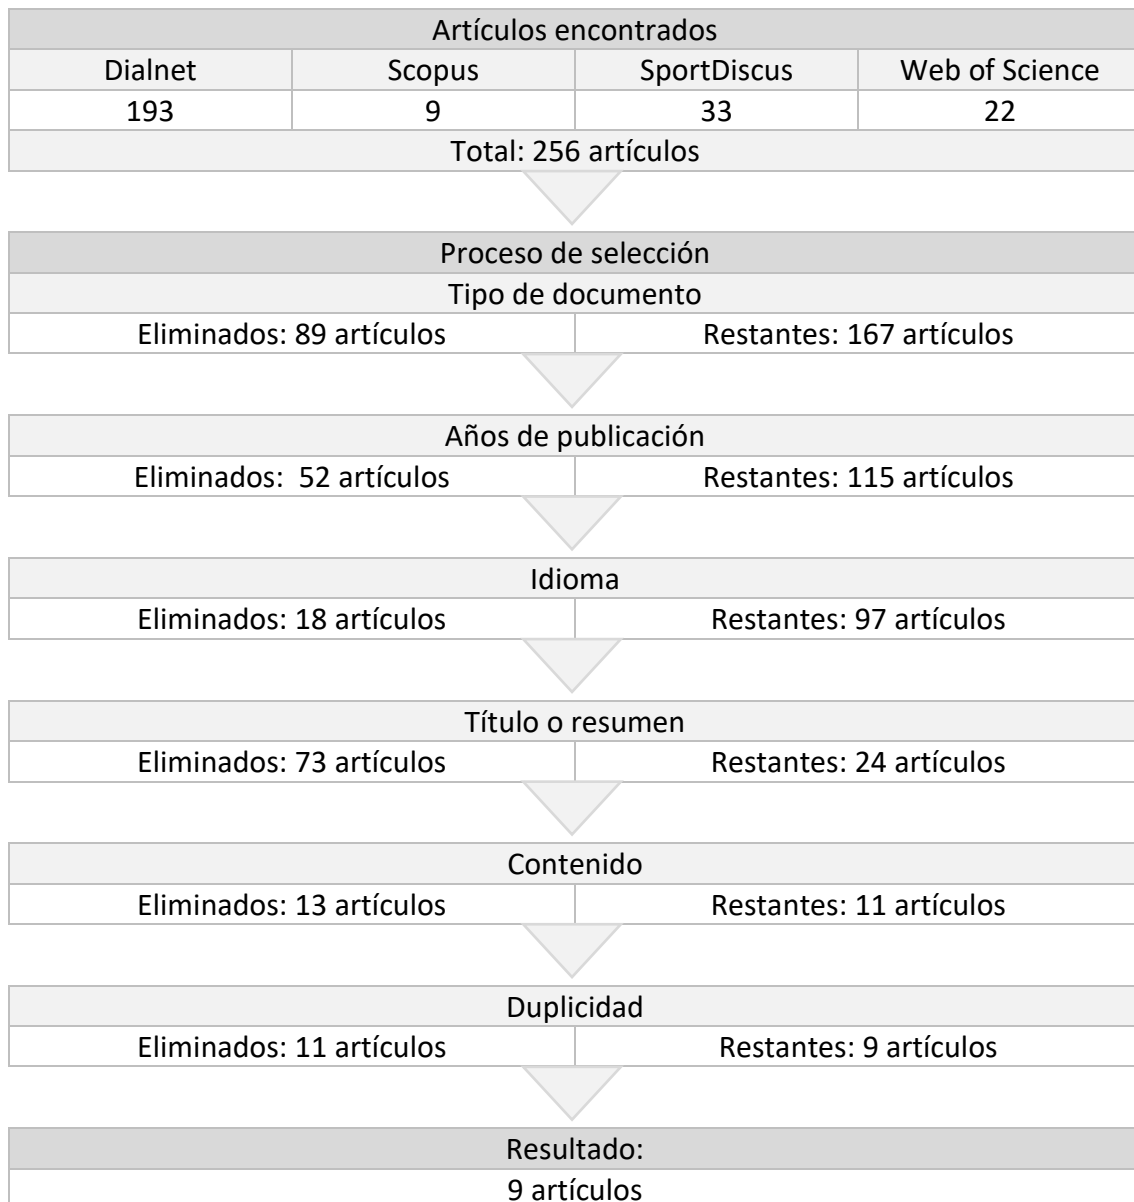 Artículos encontrados
Dialnet Scopus SportDiscus Web of Science
193 9 33 22
Total: 256 artículos
Proceso de selección
Tipo de documento
Eliminados: 89 artículos Restantes: 167 artículos
Años de publicación
Eliminados: 52 artículos Restantes: 115 artículos
Idioma
Eliminados: 18 artículos Restantes: 97 artículos
Título o resumen
Eliminados: 73 artículos Restantes: 24 artículos
Contenido
Eliminados: 13 artículos Restantes: 11 artículos
Duplicidad
Eliminados: 11 artículos Restantes: 9 artículos
Resultado:
9 artículos